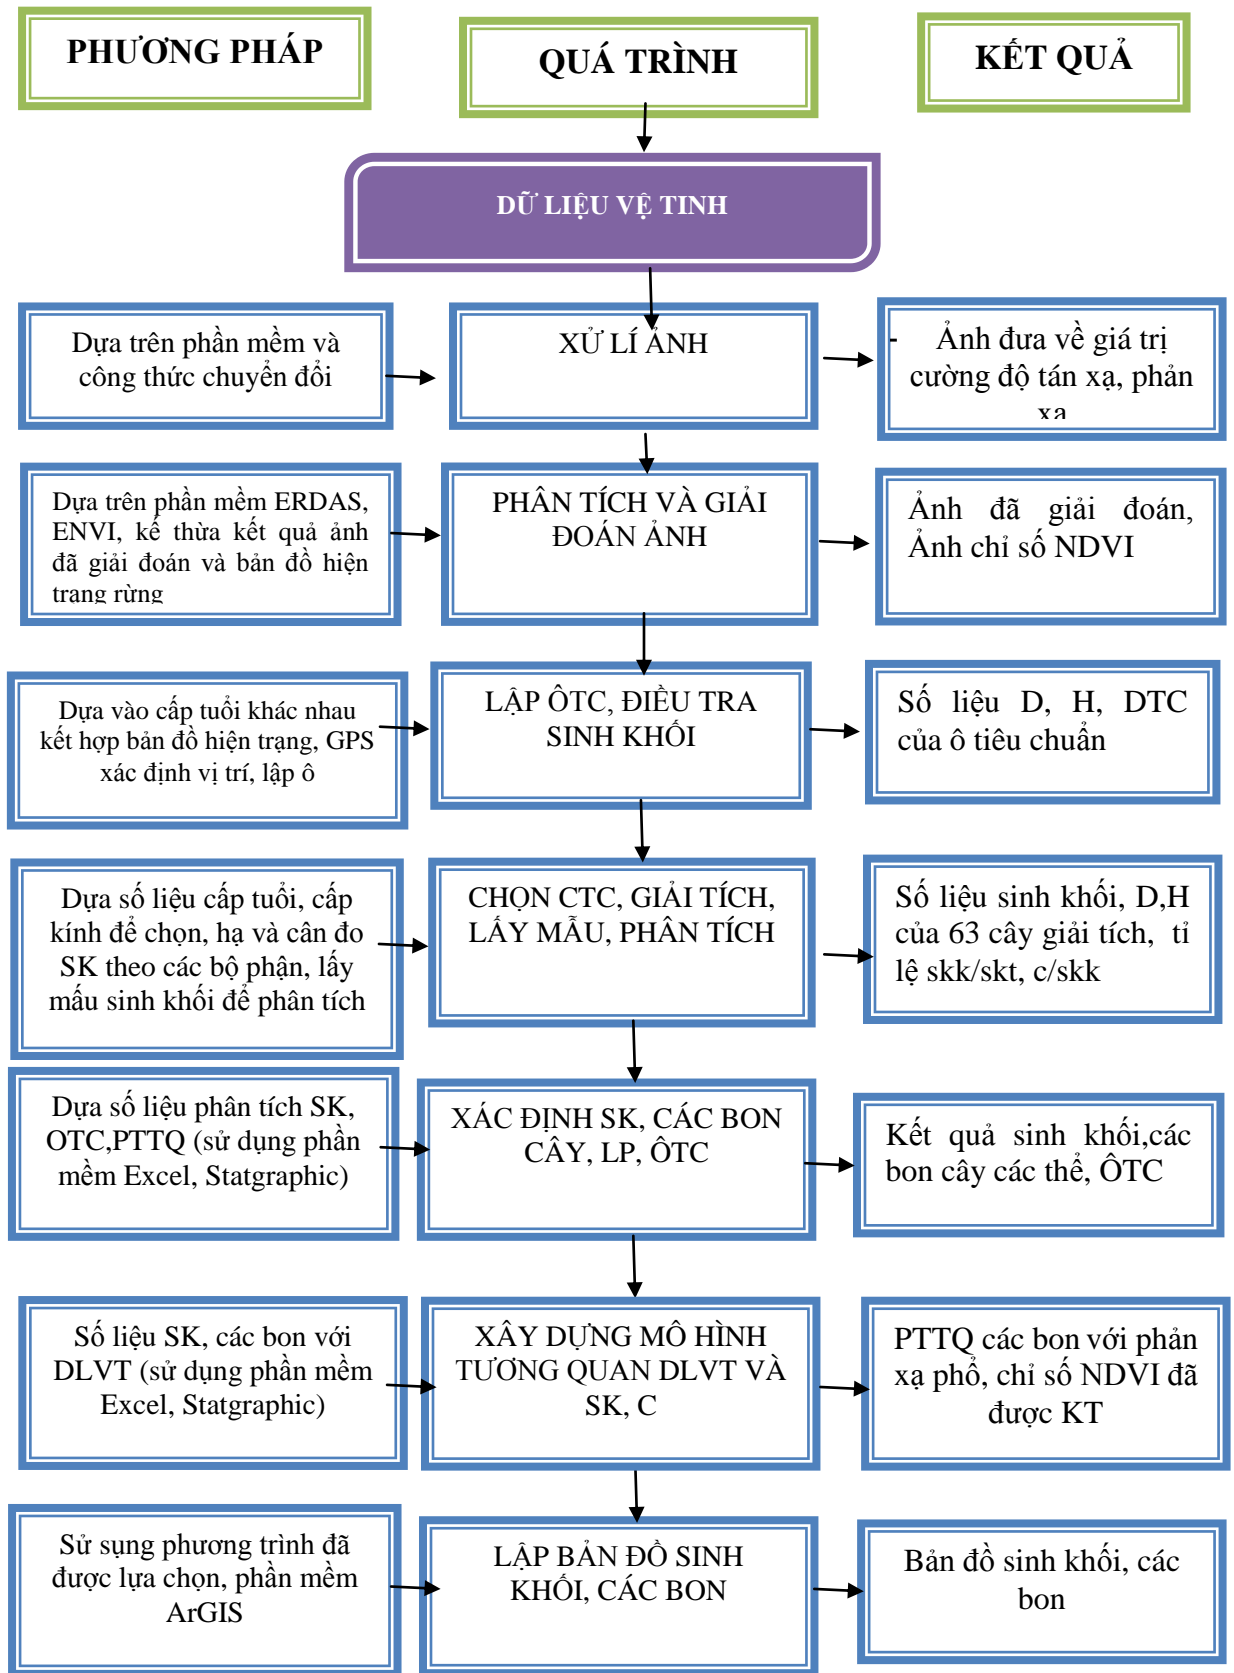 PHƯƠNG PHÁP
QUÁ TRÌNH
KẾT QUẢ
DỮ LIỆU VỆ TINH
Dựa trên phần mềm và
công thức chuyển đổi
XỬ LÍ ẢNH
- Ảnh đưa về giá trị
cường độ tán xạ, phản
xạ
Dựa trên phần mềm ERDAS,
ENVI, kế thừa kết quả ảnh
đã giải đoán và bản đồ hiện
trạng rừng
PHÂN TÍCH VÀ GIẢI
ĐOÁN ẢNH
Ảnh đã giải đoán,
Ảnh chỉ số NDVI
Dựa vào cấp tuổi khác nhau
kết hợp bản đồ hiện trạng, GPS
xác định vị trí, lập ô
LẬP ÔTC, ĐIỀU TRA
SINH KHỐI
Số liệu D, H, DTC
của ô tiêu chuẩn
Dựa số liệu cấp tuổi, cấp
kính để chọn, hạ và cân đo
SK theo các bộ phận, lấy
mấu sinh khối để phân tích
CHỌN CTC, GIẢI TÍCH,
LẤY MẪU, PHÂN TÍCH
Số liệu sinh khối, D,H
của 63 cây giải tích, tỉ
lệ skk/skt, c/skk
Dựa số liệu phân tích SK,
OTC,PTTQ (sử dụng phần
mềm Excel, Statgraphic)
XÁC ĐỊNH SK, CÁC BON
CÂY, LP, ÔTC
Kết quả sinh khối,các
bon cây các thể, ÔTC
Số liệu SK, các bon với
DLVT (sử dụng phần mềm
Excel, Statgraphic)
XÂY DỰNG MÔ HÌNH
TƯƠNG QUAN DLVT VÀ
SK, C
PTTQ các bon với phản
xạ phổ, chỉ số NDVI đã
được KT
Sử sụng phương trình đã
được lựa chọn, phần mềm
ArGIS
LẬP BẢN ĐỒ SINH
KHỐI, CÁC BON
Bản đồ sinh khối, các
bon